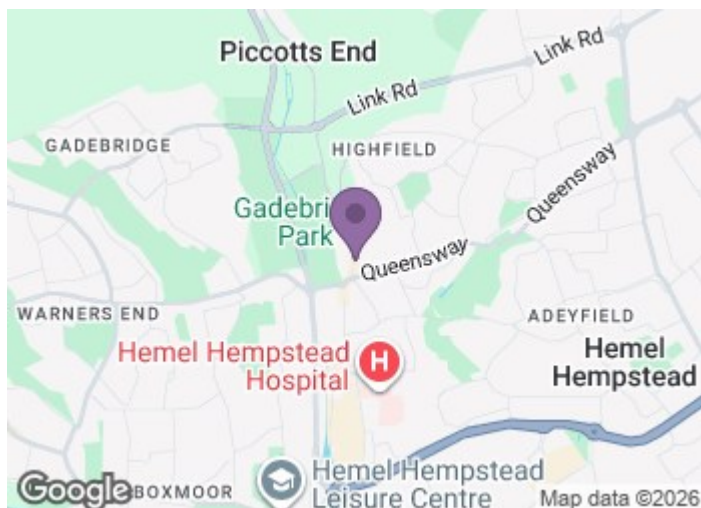 Piccotts End
Link Rd
Link Rd
GADEBRIDGE
HIGHFIELD
Queensway
Gadebri
Park
Queensway
WARNERS END
ADEYFIELD
Hemel Hempstead
Hospital
H
Hemel
Hempstead
Google
BOXMOOR
Hemel Hempstead
Leisure Centre
Map data ©2026